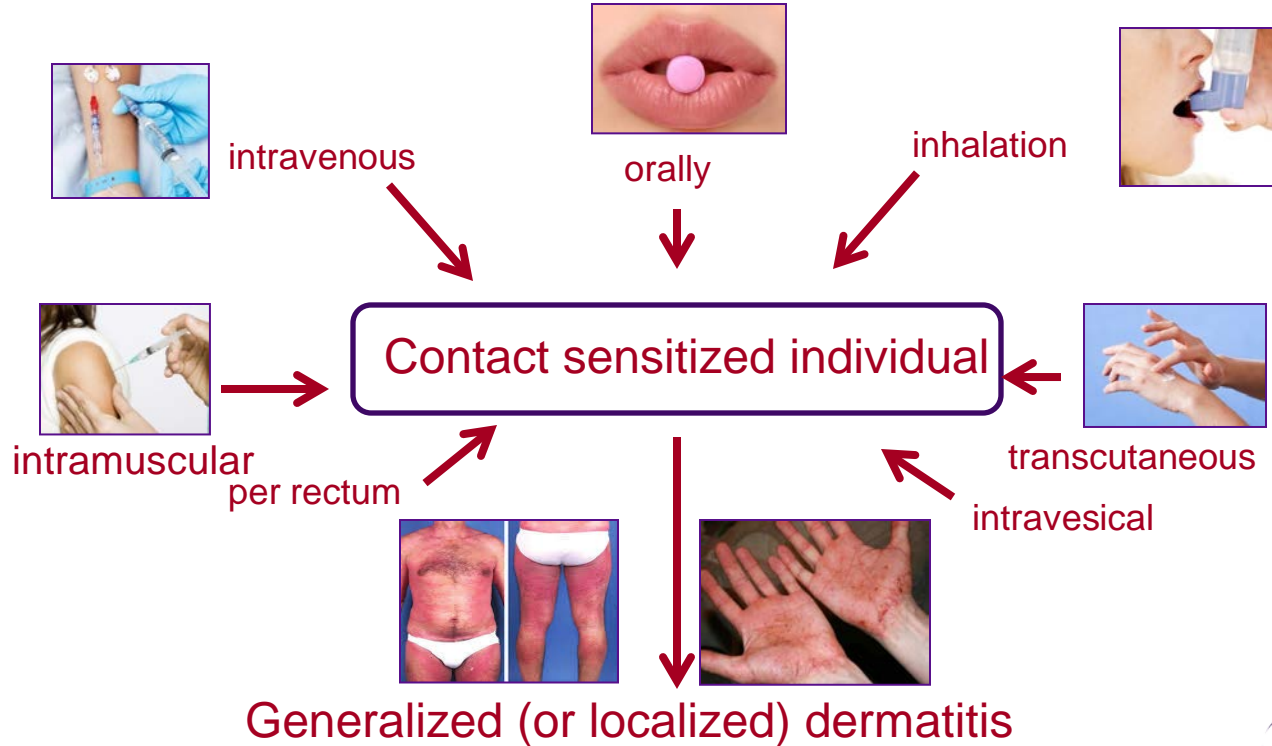 intravenous
orally
inhalation
Contact sensitized individual
intramuscular
transcutaneous
per rectum
intravesical
Generalized (or localized) dermatitis